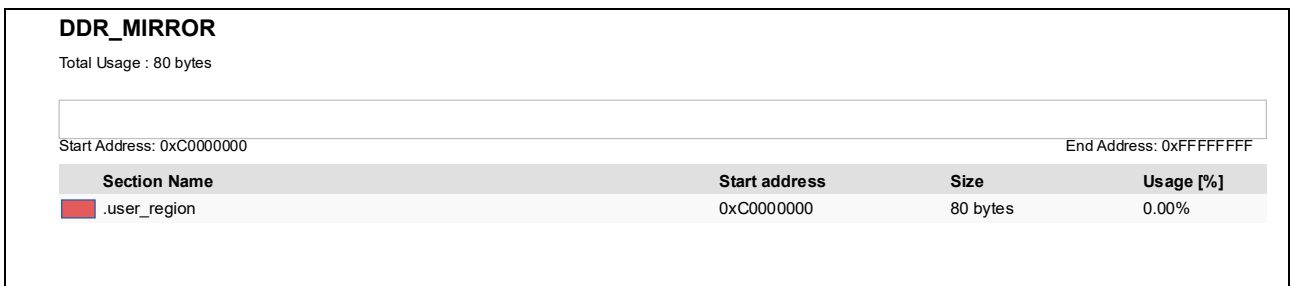 DDR_MIRROR
Total Usage : 80 bytes
Start Address: 0xC0000000 End Address: 0xFFFFFFFF
Section Name Start address Size Usage [%]
.user_region 0xC0000000 80 bytes 0.00%